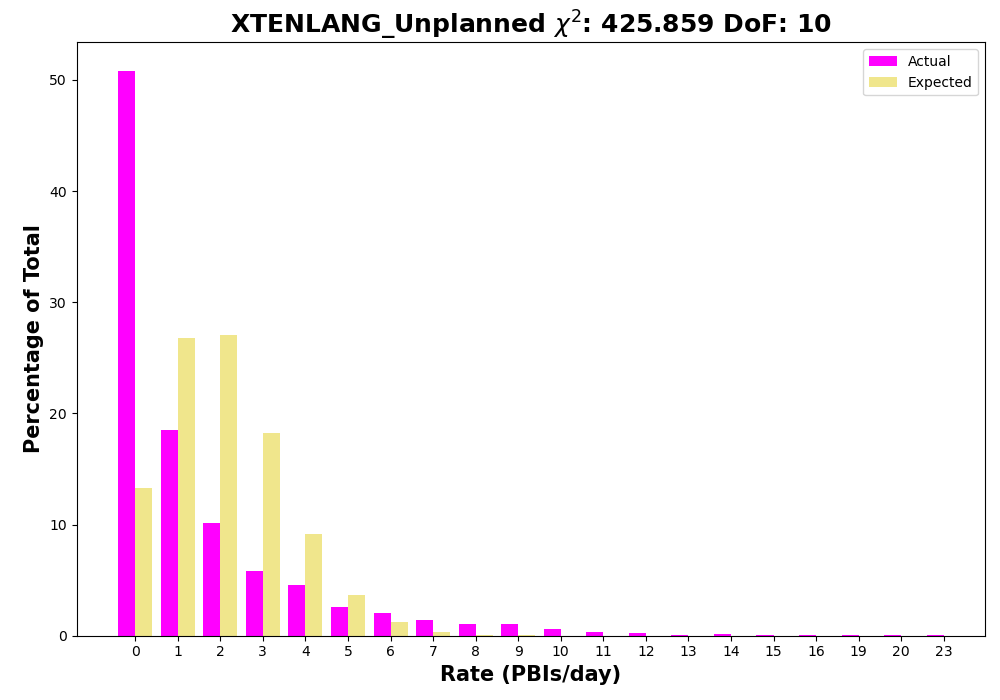 XTENLANG_Unplanned χ²: 425.859 DoF: 10
Actual
Expected
Percentage of Total
50
40
30
20
10
0
0 1 2 3 4 5 6 7 8 9 10 11 12 13 14 15 16 19 20 23
Rate (PBIs/day)